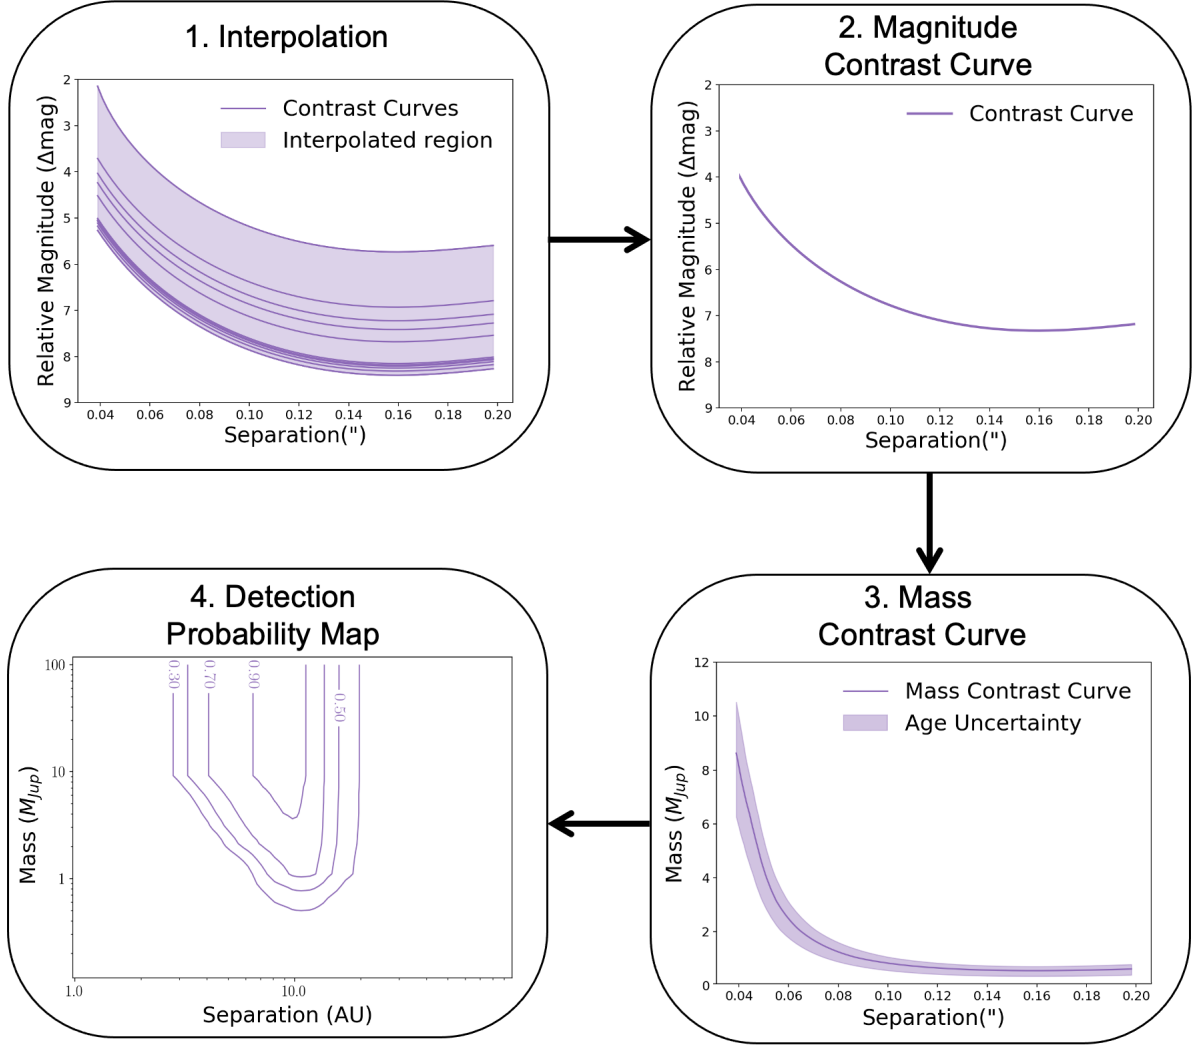 1. Interpolation
2
3
4
5
6
7
8
9
Relative Magnitude (Δmag)
Contrast Curves
Interpolated region
0.04 0.06 0.08 0.10 0.12 0.14 0.16 0.18 0.20
Separation(")
2. Magnitude
Contrast Curve
2
3
4
5
6
7
8
9
Relative Magnitude (Δmag)
Contrast Curve
0.04 0.06 0.08 0.10 0.12 0.14 0.16 0.18 0.20
Separation(")
4. Detection
Probability Map
100
10
1
Mass (MJup)
0.30
0.70
0.90
0.50
1.0 10.0
Separation (AU)
3. Mass
Contrast Curve
12
10
8
6
4
2
0
Mass (MJup)
Mass Contrast Curve
Age Uncertainty
0.04 0.06 0.08 0.10 0.12 0.14 0.16 0.18 0.20
Separation(")